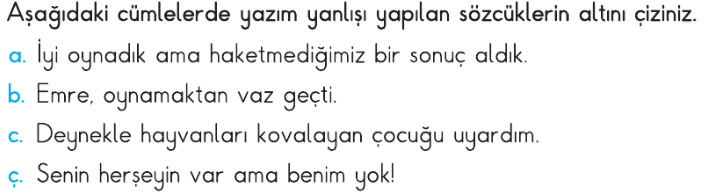 Aşağıdaki cümlelerde yazım yanlışı yapılan sözcüklerin altını çiziniz.
a. İyi oynadık ama haketmediğimiz bir sonuç aldık.
b. Emre, oynamaktan vaz geçti.
c. Deynekle hayvanları kovalayan çocuğu uyardım.
ç. Senin herşeyin var ama benim yok!